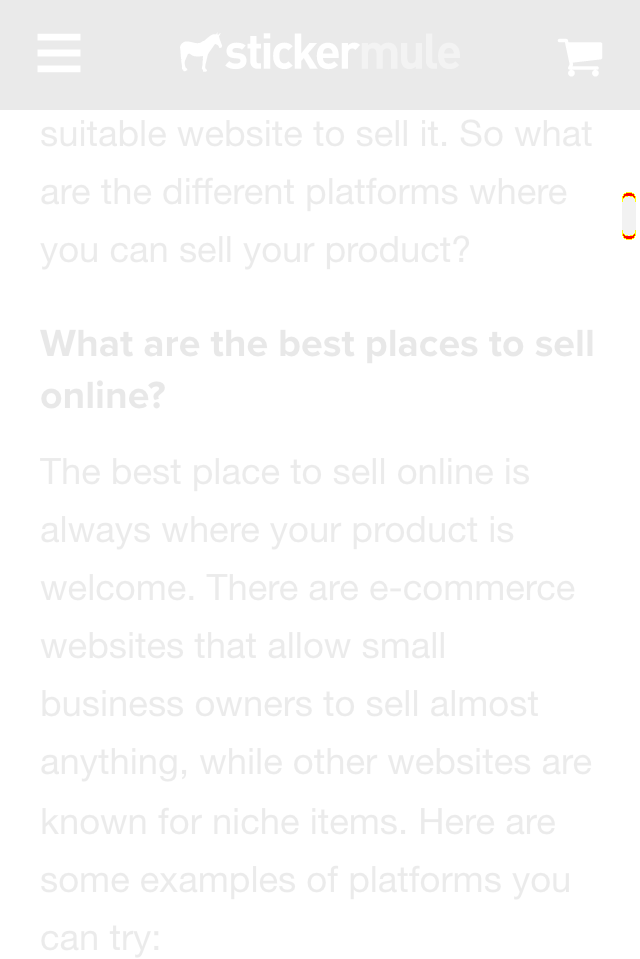 stickermule
suitable website to sell it. So what
are the different platforms where
you can sell your product?
What are the best places to sell
online?
The best place to sell online is
always where your product is
welcome. There are e-commerce
websites that allow small
business owners to sell almost
anything, while other websites are
known for niche items. Here are
some examples of platforms you
can try: